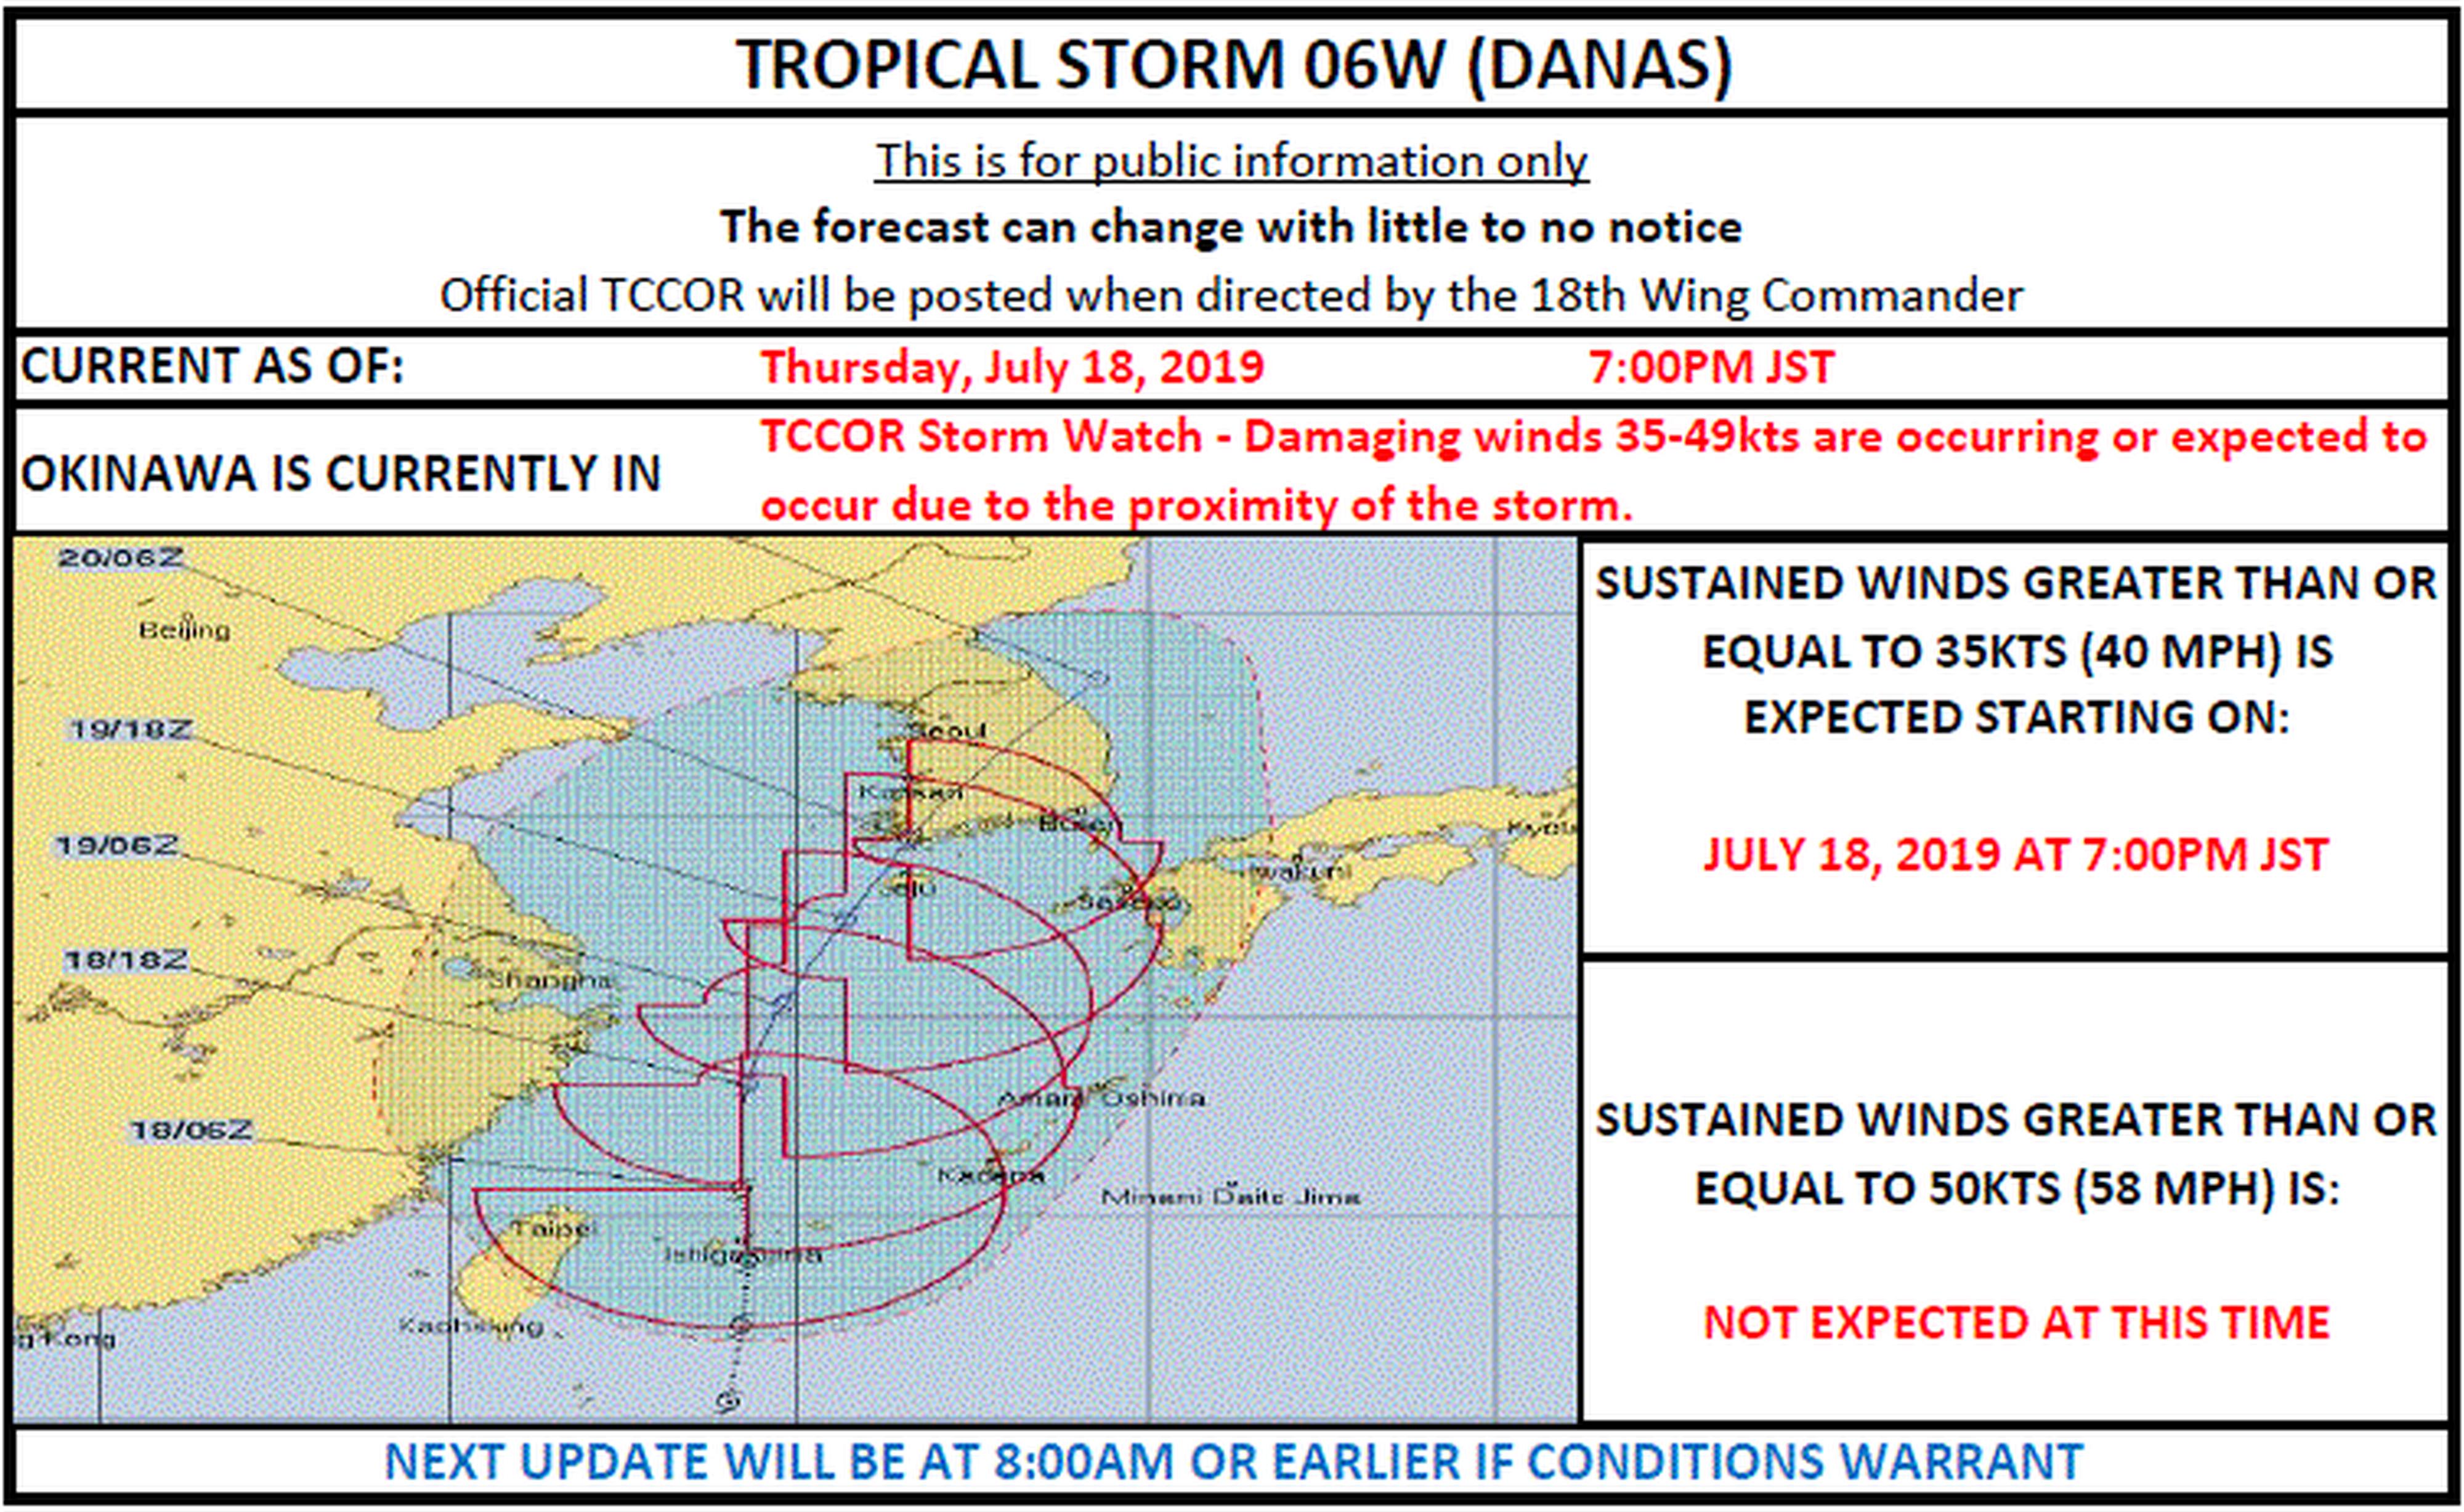 TROPICAL STORM 06W (DANAS)
This is for public information only
The forecast can change with little to no notice
Official TCCOR will be posted when directed by the 18th Wing Commander
CURRENT AS OF: Thursday, July 18, 2019 7:00PM JST
OKINAWA IS CURRENTLY IN
TCCOR Storm Watch - Damaging winds 35-49kts are occurring or expected to
occur due to the proximity of the storm.
20/06Z
Beijing
19/18Z
Seoul
Kunsan
Busan
19/06Z
Kyoto
Iwakuni
Jeju
Sasebo
18/18Z
Shanghai
Amami Oshima
18/06Z
Kadena
Minami Daito Jima
Taipei
Ishigakijima
Kaohsiung
g Kong
SUSTAINED WINDS GREATER THAN OR
EQUAL TO 35KTS (40 MPH) IS
EXPECTED STARTING ON:
JULY 18, 2019 AT 7:00PM JST
SUSTAINED WINDS GREATER THAN OR
EQUAL TO 50KTS (58 MPH) IS:
NOT EXPECTED AT THIS TIME
NEXT UPDATE WILL BE AT 8:00AM OR EARLIER IF CONDITIONS WARRANT